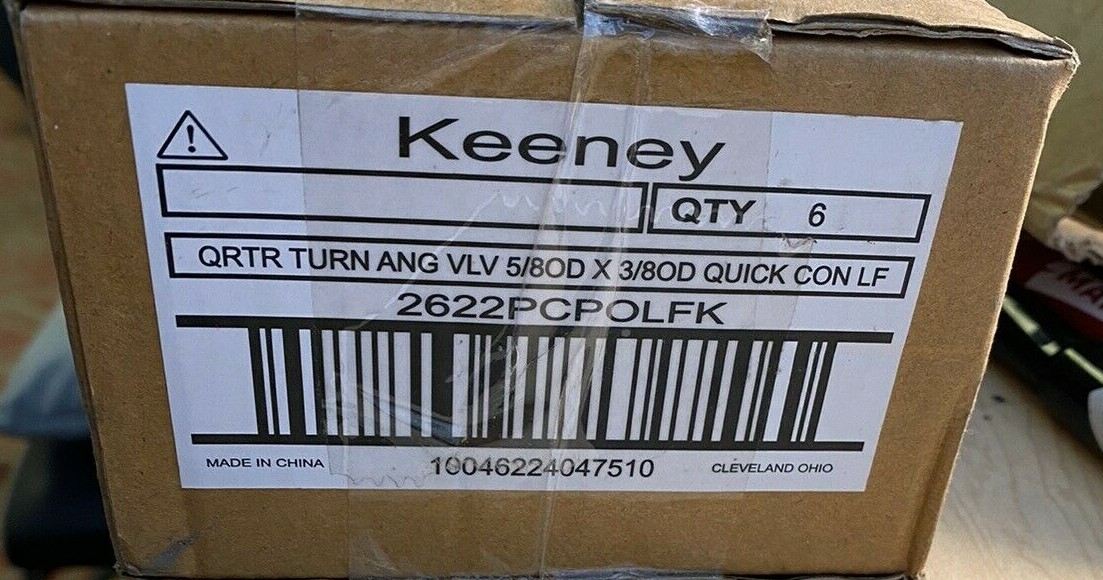 Keeney
QTY 6
QRTR TURN ANG VLV 5/8OD X 3/8OD QUICK CON LF
2622PCPOLFK
MADE IN CHINA 10046224047510 CLEVELAND OHIO